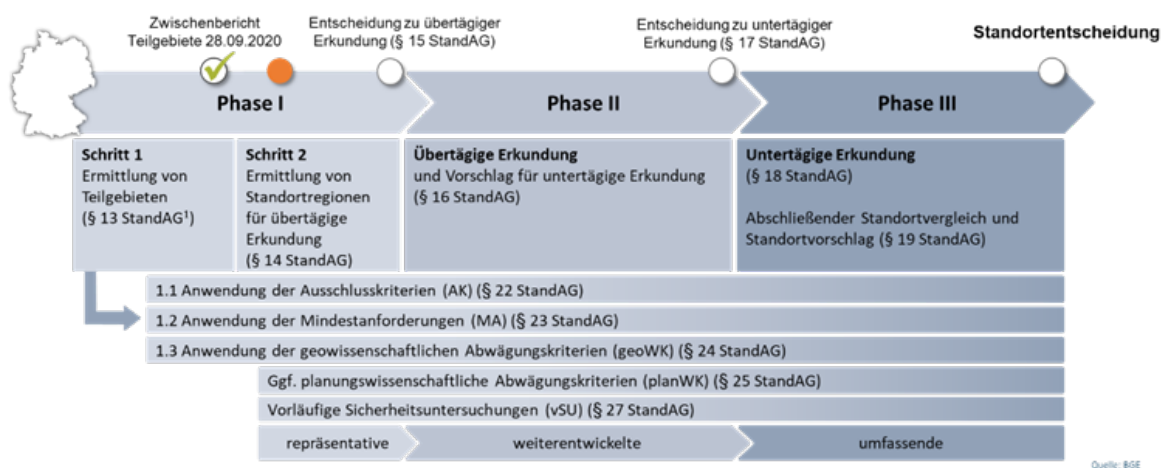 Zwischenbericht
Teilgebiete 28.09.2020
Entscheidung zu übertägiger
Erkundung (§ 15 StandAG)
Entscheidung zu untertägiger
Erkundung (§ 17 StandAG)
Standortentscheidung
Phase I
Phase II
Phase III
Schritt 1
Ermittlung von
Teilgebieten
(§ 13 StandAG¹)
Schritt 2
Ermittlung von
Standortregionen
für übertägige
Erkundung
(§ 14 StandAG)
Übertägige Erkundung
und Vorschlag für untertägige Erkundung
(§ 16 StandAG)
Untertägige Erkundung
(§ 18 StandAG)
Abschließender Standortvergleich und
Standortvorschlag (§ 19 StandAG)
1.1 Anwendung der Ausschlusskriterien (AK) (§ 22 StandAG)
1.2 Anwendung der Mindestanforderungen (MA) (§ 23 StandAG)
1.3 Anwendung der geowissenschaftlichen Abwägungskriterien (geoWK) (§ 24 StandAG)
Ggf. planungswissenschaftliche Abwägungskriterien (planWK) (§ 25 StandAG)
Vorläufige Sicherheitsuntersuchungen (vSU) (§ 27 StandAG)
repräsentative
weiterentwickelte
umfassende
Quelle: BGE